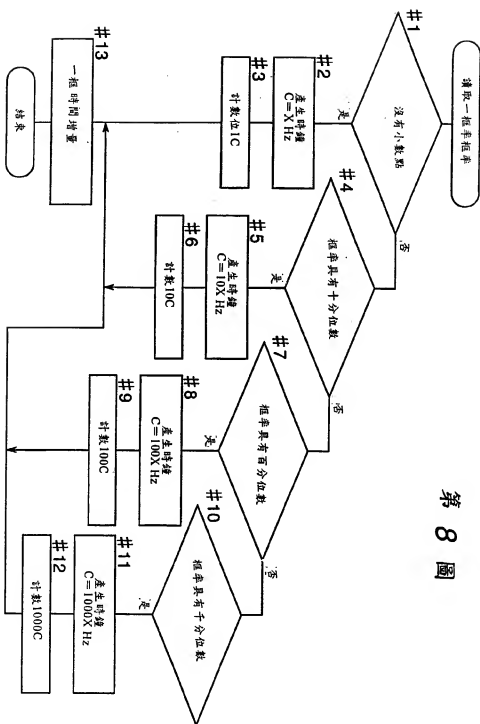 第 8 圖
讀取一框率框率
#1
沒有小數點
是
否
#2
產生時鐘
C=X Hz
#3
計數位1C
#4
框率具有十分位數
是
否
#5
產生時鐘
C=10X Hz
#6
計數10C
#7
框率具有百分位數
是
否
#8
產生時鐘
C=100X Hz
#9
計數100C
#10
框率具有千分位數
是
#11
產生時鐘
C=1000X Hz
#12
計數1000C
#13
一框時間增量
結束